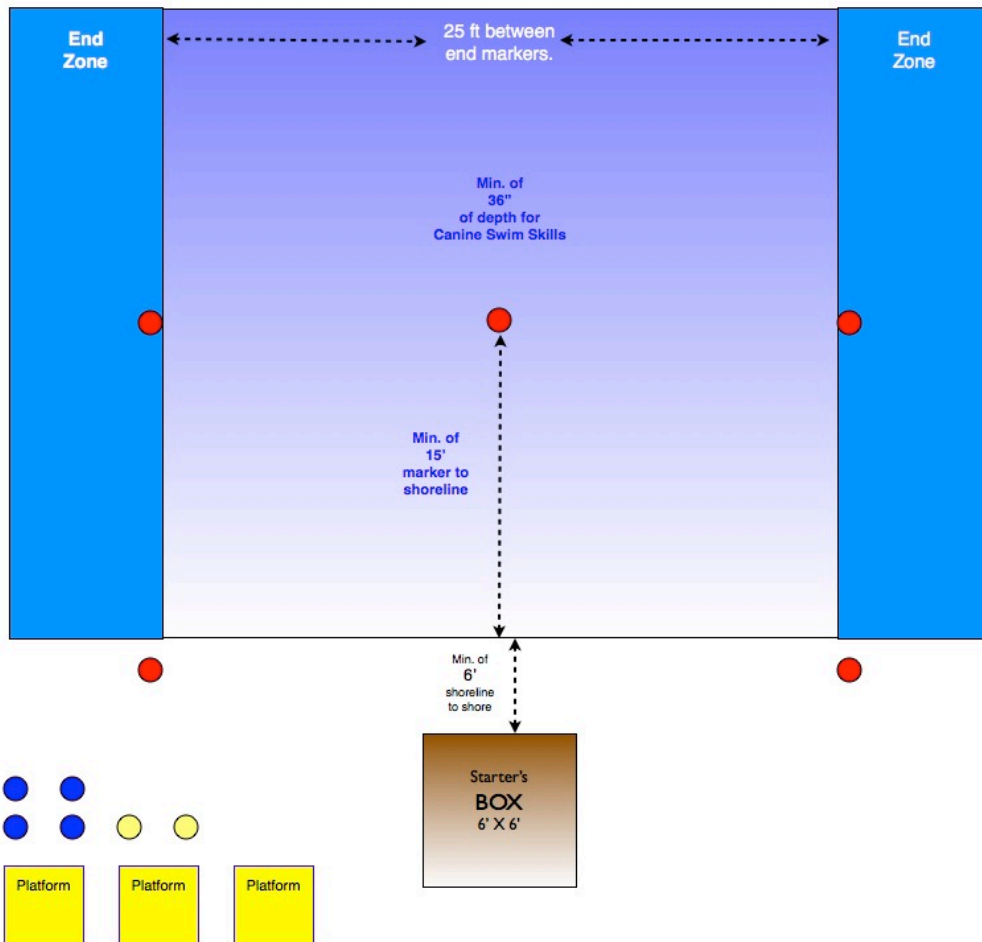 End
Zone
25 ft between
end markers.
End
Zone
Min. of
36"
of depth for
Canine Swim Skills
Min. of
15'
marker to
shoreline
Min. of
6'
shoreline
to shore
Starter's
BOX
6' X 6'
Platform
Platform
Platform